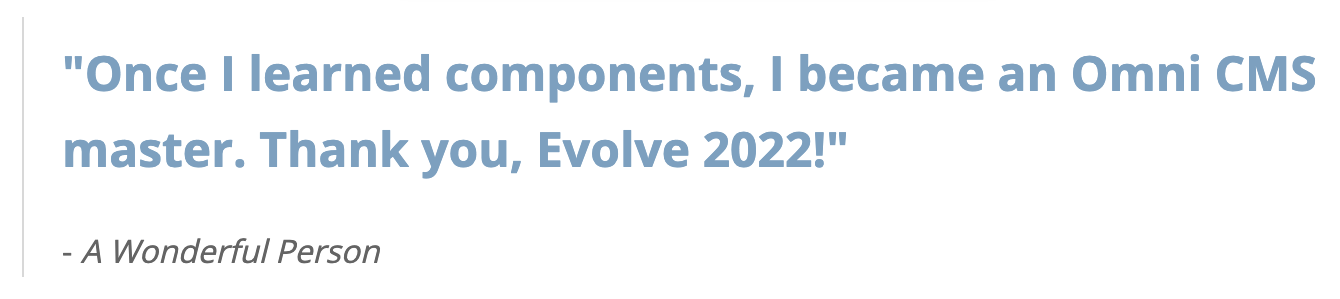 "Once I learned components, I became an Omni CMS
master. Thank you, Evolve 2022!"
- A Wonderful Person